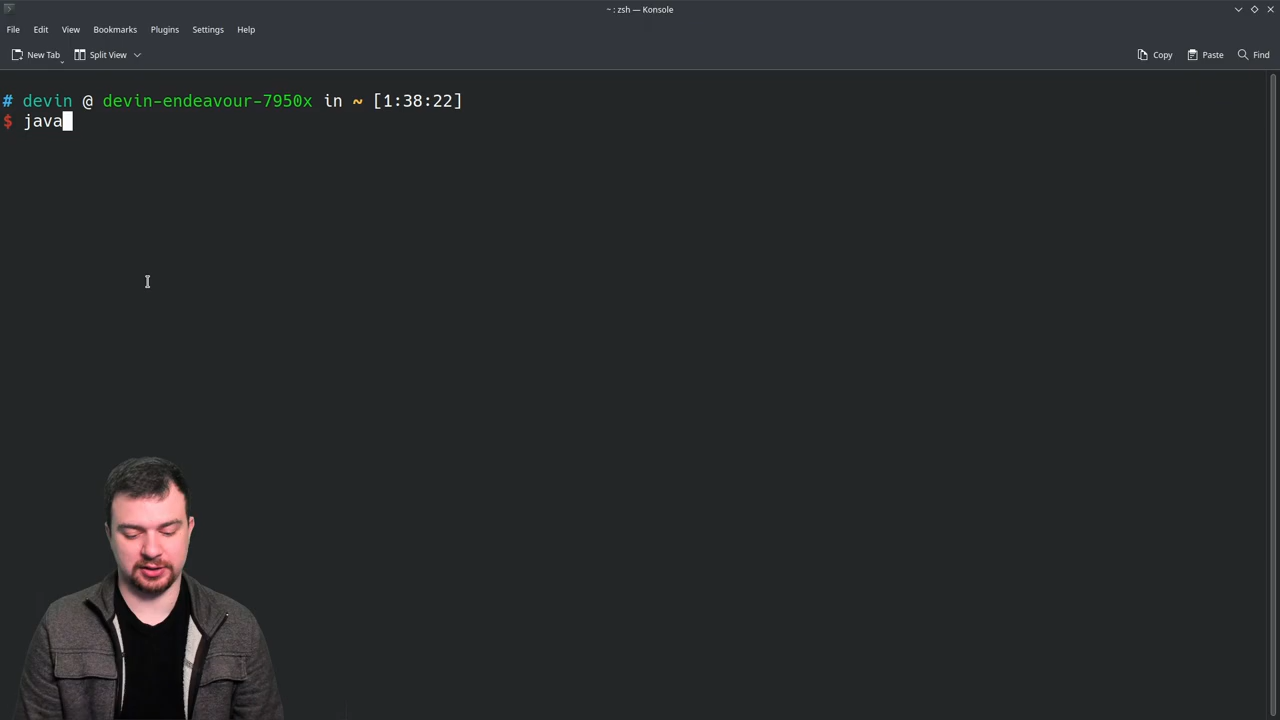 ~ : zsh — Konsole
File Edit View Bookmarks Plugins Settings Help
New Tab Split View Copy Paste Find
# devin @ devin-endeavour-7950x in ~ [1:38:22]
$ java